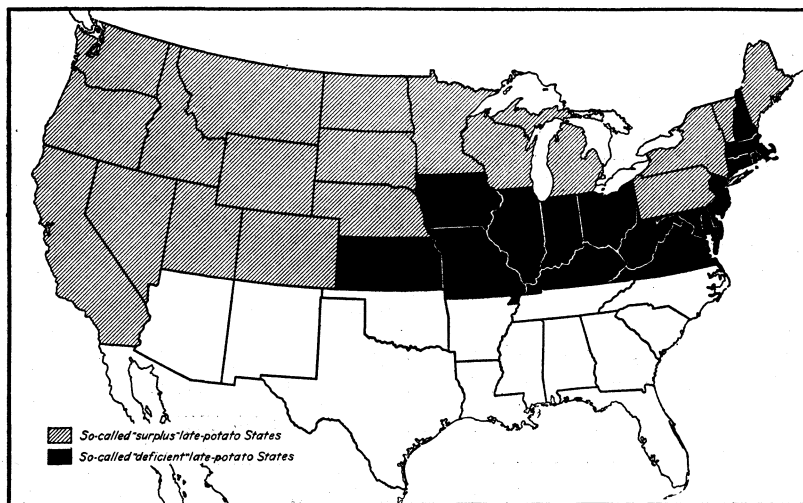 So-called "surplus" late-potato States
So-called "deficient" late-potato States